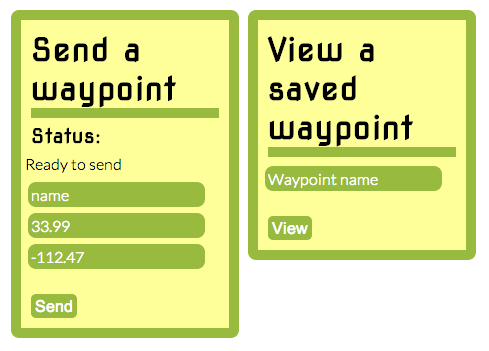 Send a
waypoint
Status:
Ready to send
name
33.99
-112.47
Send
View a
saved
waypoint
Waypoint name
View